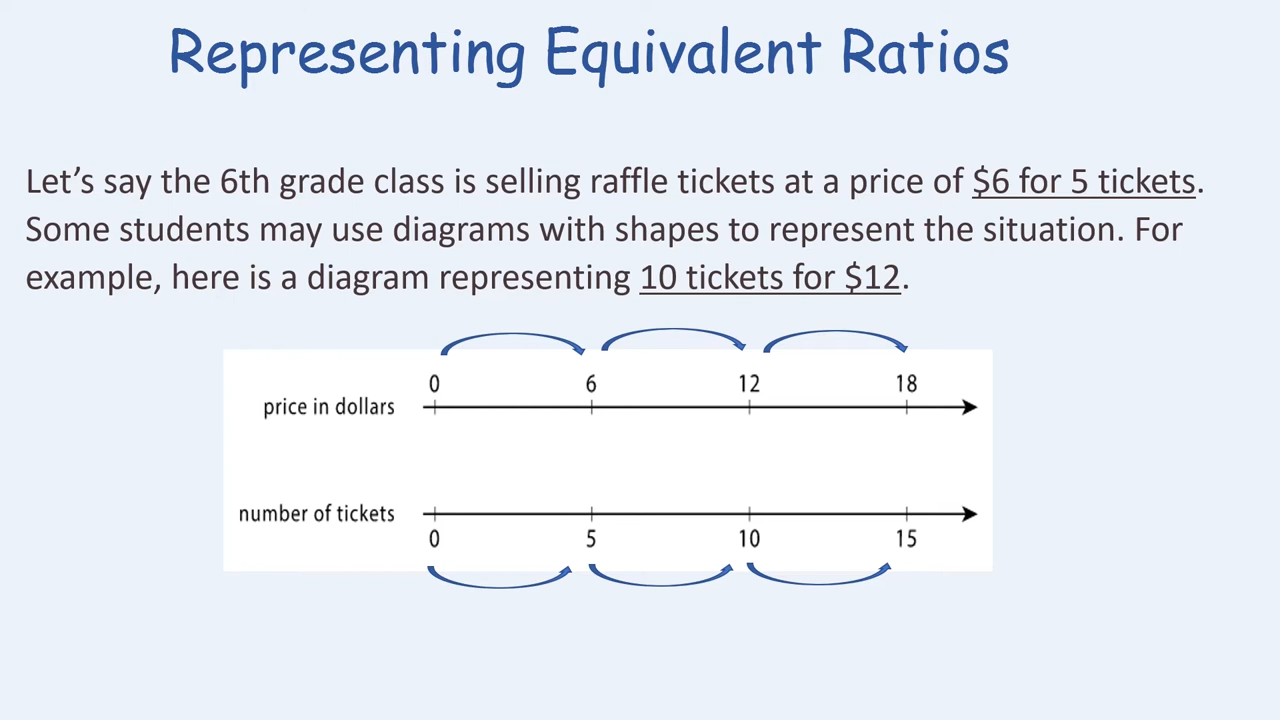 Representing Equivalent Ratios
Let’s say the 6th grade class is selling raffle tickets at a price of $6 for 5 tickets.
Some students may use diagrams with shapes to represent the situation. For
example, here is a diagram representing 10 tickets for $12.
0 6 12 18
price in dollars
number of tickets
0 5 10 15